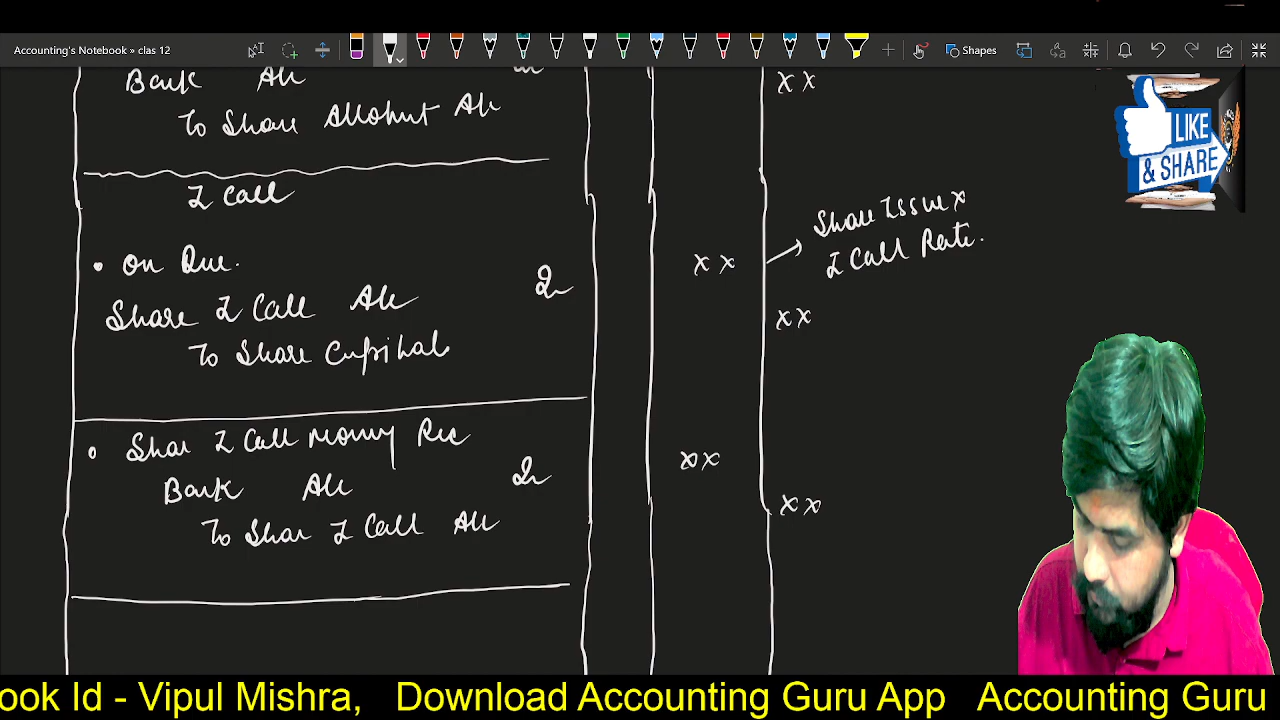 Accounting's Notebook » clas 12
Shapes
Bank A/c
xx
To Share Allotment A/c
I Call
• On Due.
Share I Call A/c Dr
xx
Share Issue x
I Call Rate.
To Share Capital
xx
• Shar I Call Money Rec
Bank A/c Dr
xx
To Shar I Call A/c
xx
LIKE
& SHARE
ook Id - Vipul Mishra, Download Accounting Guru App Accounting Guru